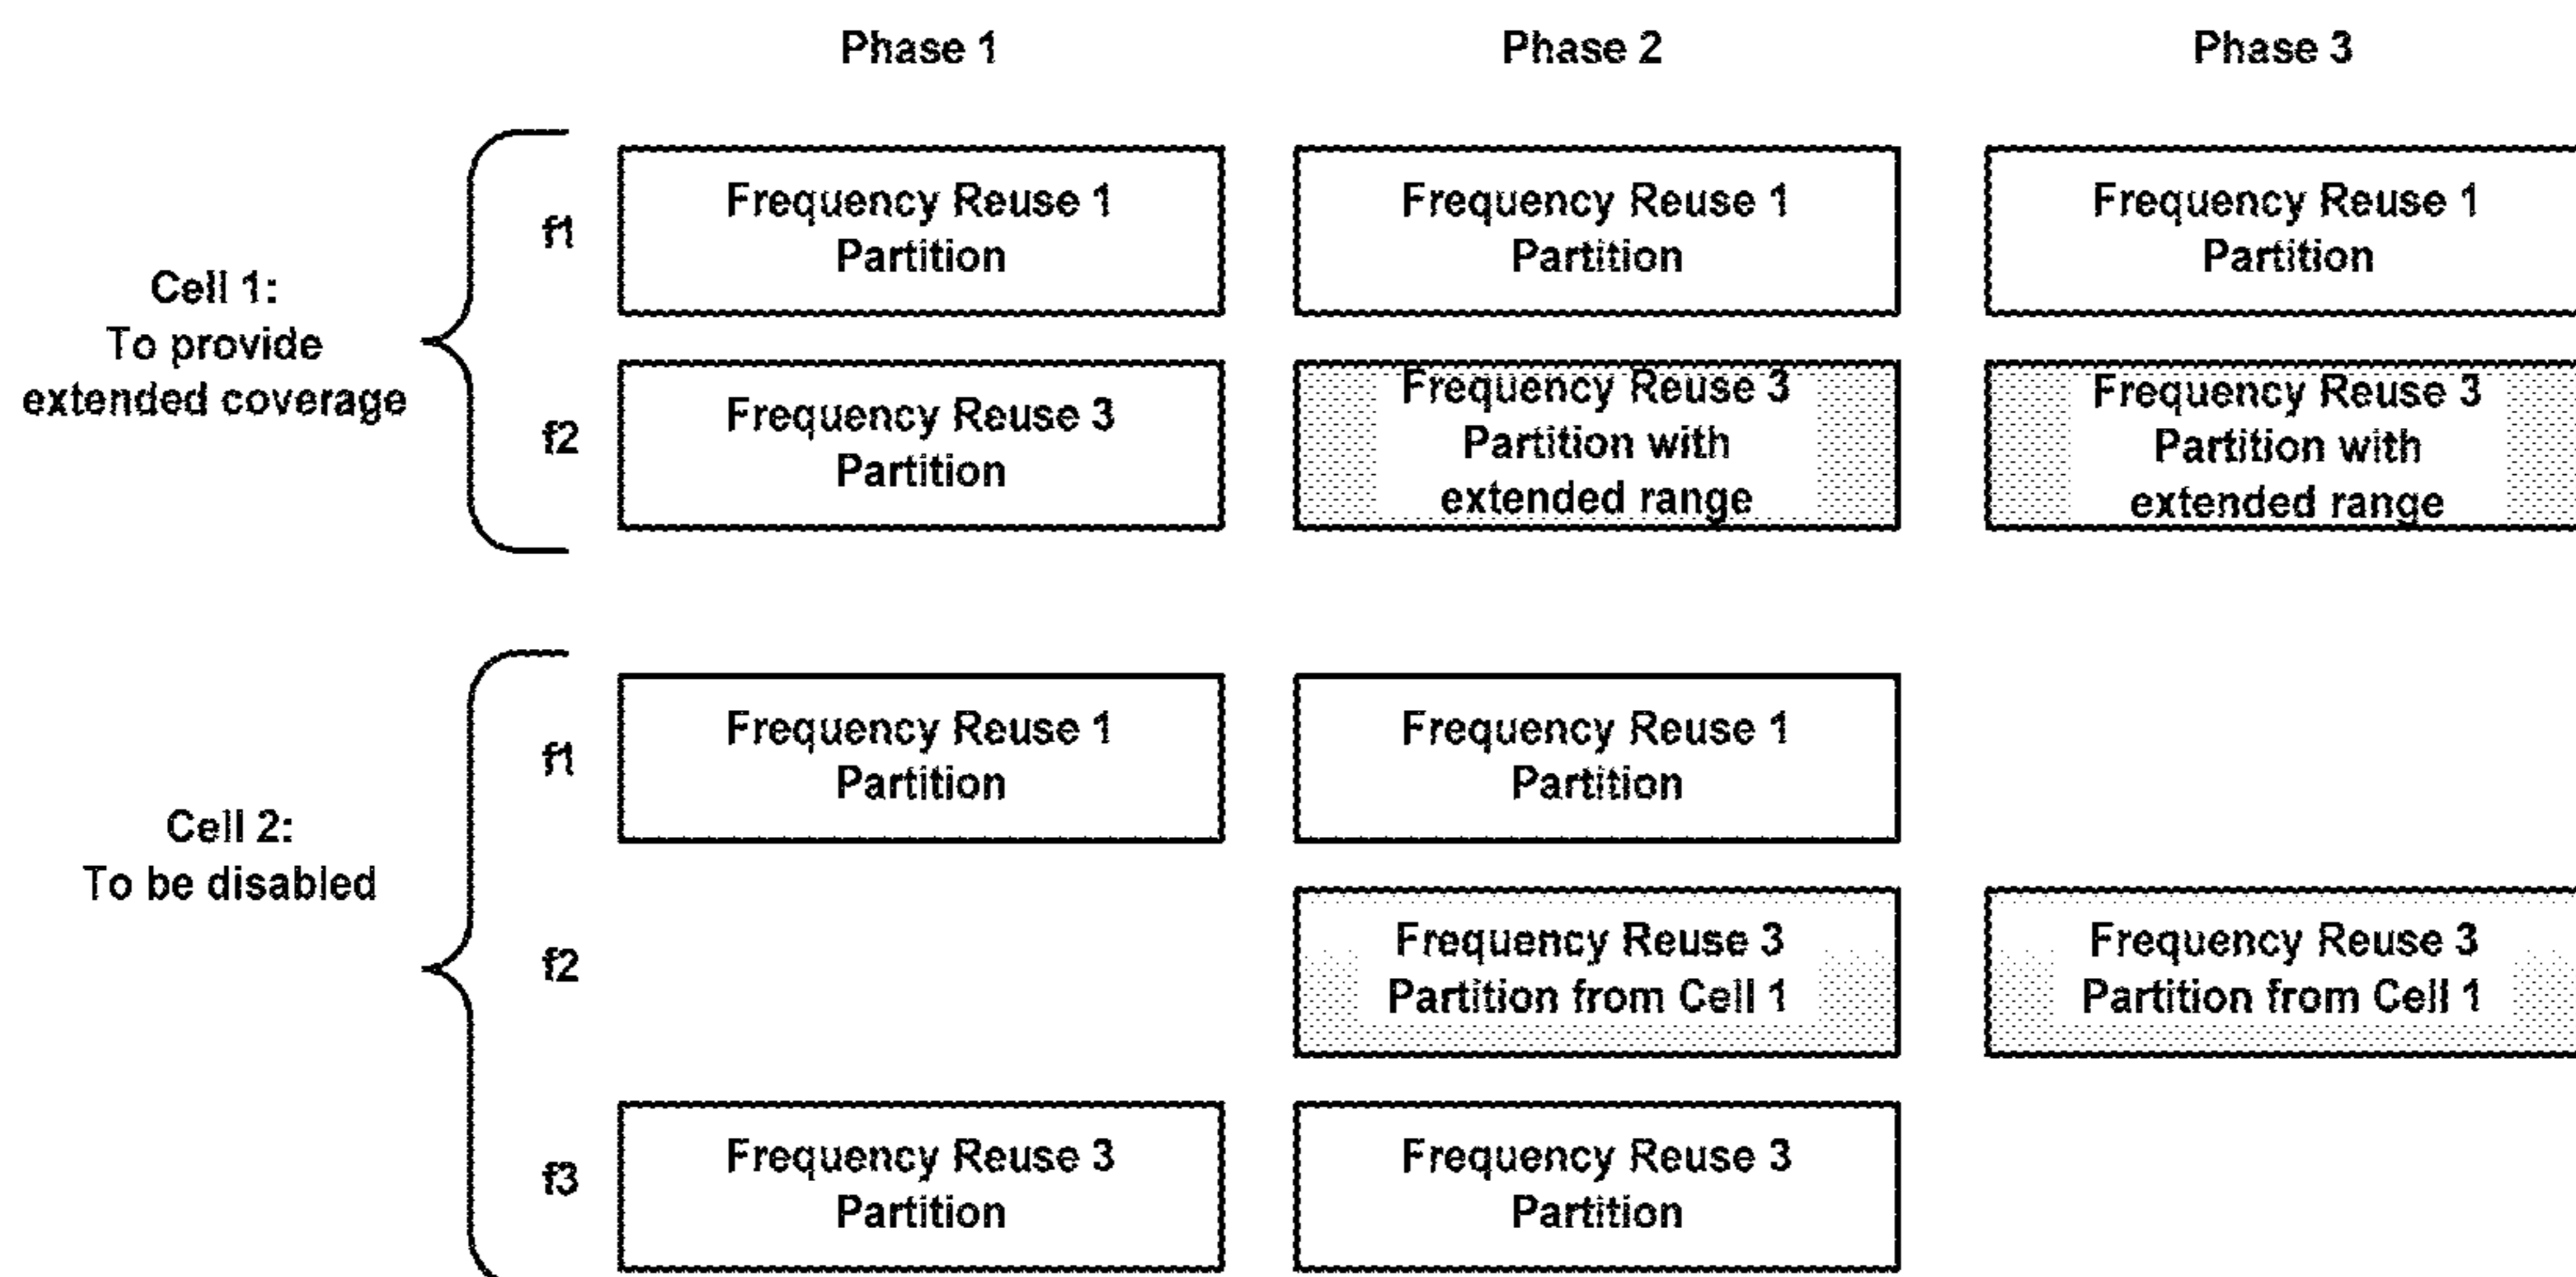 Phase 1
Phase 2
Phase 3
Cell 1:
To provide
extended coverage
f1
Frequency Reuse 1
Partition
Frequency Reuse 1
Partition
Frequency Reuse 1
Partition
f2
Frequency Reuse 3
Partition
Frequency Reuse 3
Partition with
extended range
Frequency Reuse 3
Partition with
extended range
Cell 2:
To be disabled
f1
Frequency Reuse 1
Partition
Frequency Reuse 1
Partition
f2
Frequency Reuse 3
Partition from Cell 1
Frequency Reuse 3
Partition from Cell 1
f3
Frequency Reuse 3
Partition
Frequency Reuse 3
Partition